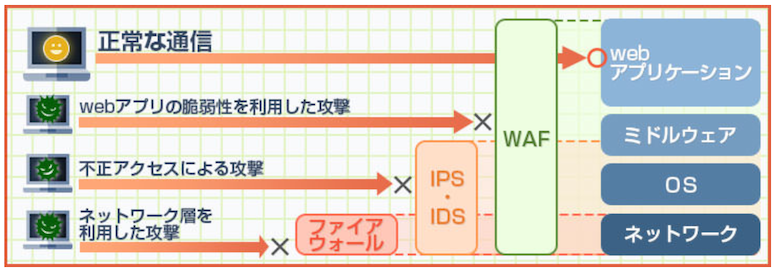 正常な通信
webアプリの脆弱性を利用した攻撃
不正アクセスによる攻撃
ネットワーク層を
利用した攻撃
ファイア
ウォール
IPS
・
IDS
WAF
web
アプリケーション
ミドルウェア
OS
ネットワーク